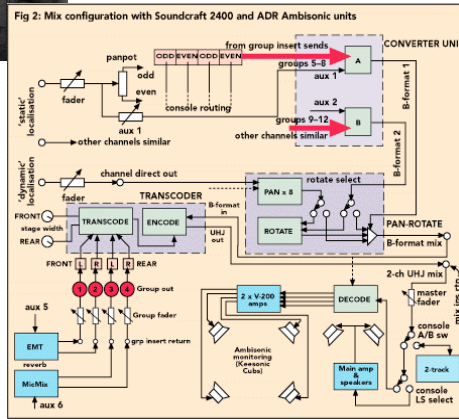 Fig 2: Mix configuration with Soundcraft 2400 and ADR Ambisonic units
CONVERTER UNI
from group insert sends
ODD EVEN ODD EVEN
panpot
odd
even
fader
console routing
groups 5–8
aux 1
A
aux 1
'static' localisation
other channels similar
aux 2
groups 9–12
other channels similar
B
B-format 1
B-format 2
'dynamic' localisation
channel direct out
rotate select
PAN x 8
ROTATE
PAN-ROTATE
B-format mix
TRANSCODER
FRONT
stage width
REAR
TRANSCODE
ENCODE
B-format in
UHJ out
2-ch UHJ mix
FRONT L R L R REAR
1 2 3 4 Group out
Group fader
grp insert return
aux 5
EMT
reverb
MicMix
aux 6
2 x V-200 amps
DECODE
Ambisonic
monitoring
(Keesonic
Cubs)
Main amp
&
speakers
master
fader
mix ins rtn
console
A/B sw
2-track
console
LS select